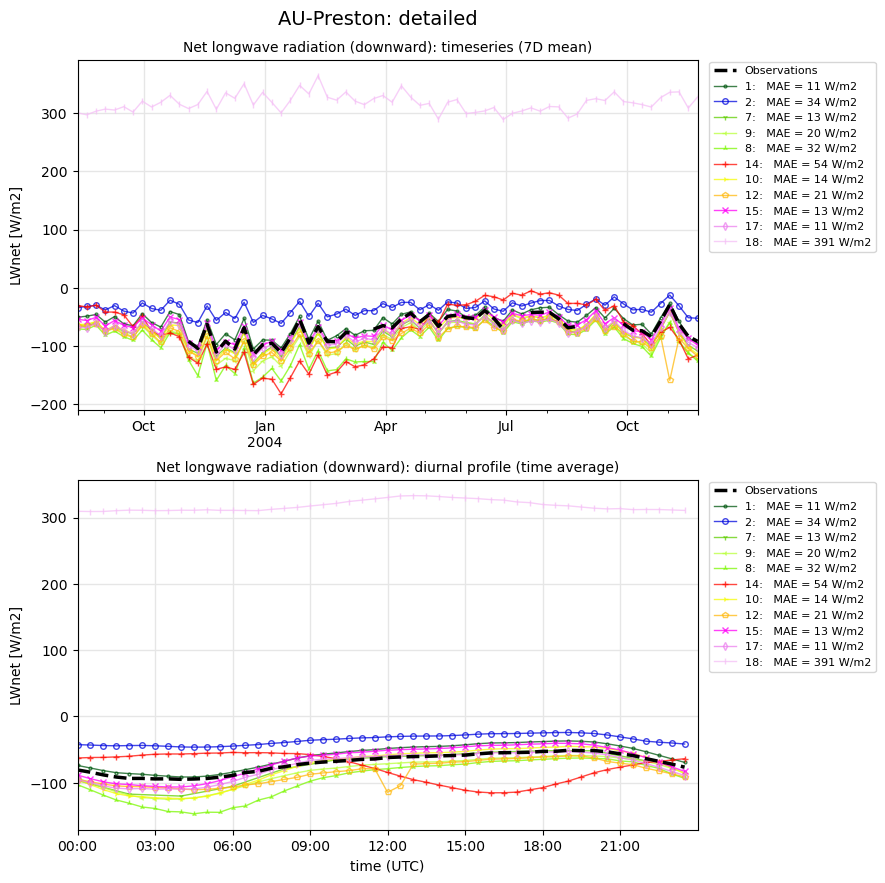 AU-Preston: detailed
Net longwave radiation (downward): timeseries (7D mean)
LWnet [W/m2]
300
200
100
0
−100
−200
Oct
Jan
2004
Apr
Jul
Oct
Observations
1: MAE = 11 W/m2
2: MAE = 34 W/m2
7: MAE = 13 W/m2
9: MAE = 20 W/m2
8: MAE = 32 W/m2
14: MAE = 54 W/m2
10: MAE = 14 W/m2
12: MAE = 21 W/m2
15: MAE = 13 W/m2
17: MAE = 11 W/m2
18: MAE = 391 W/m2
Net longwave radiation (downward): diurnal profile (time average)
LWnet [W/m2]
300
200
100
0
−100
00:00
03:00
06:00
09:00
12:00
15:00
18:00
21:00
time (UTC)
Observations
1: MAE = 11 W/m2
2: MAE = 34 W/m2
7: MAE = 13 W/m2
9: MAE = 20 W/m2
8: MAE = 32 W/m2
14: MAE = 54 W/m2
10: MAE = 14 W/m2
12: MAE = 21 W/m2
15: MAE = 13 W/m2
17: MAE = 11 W/m2
18: MAE = 391 W/m2